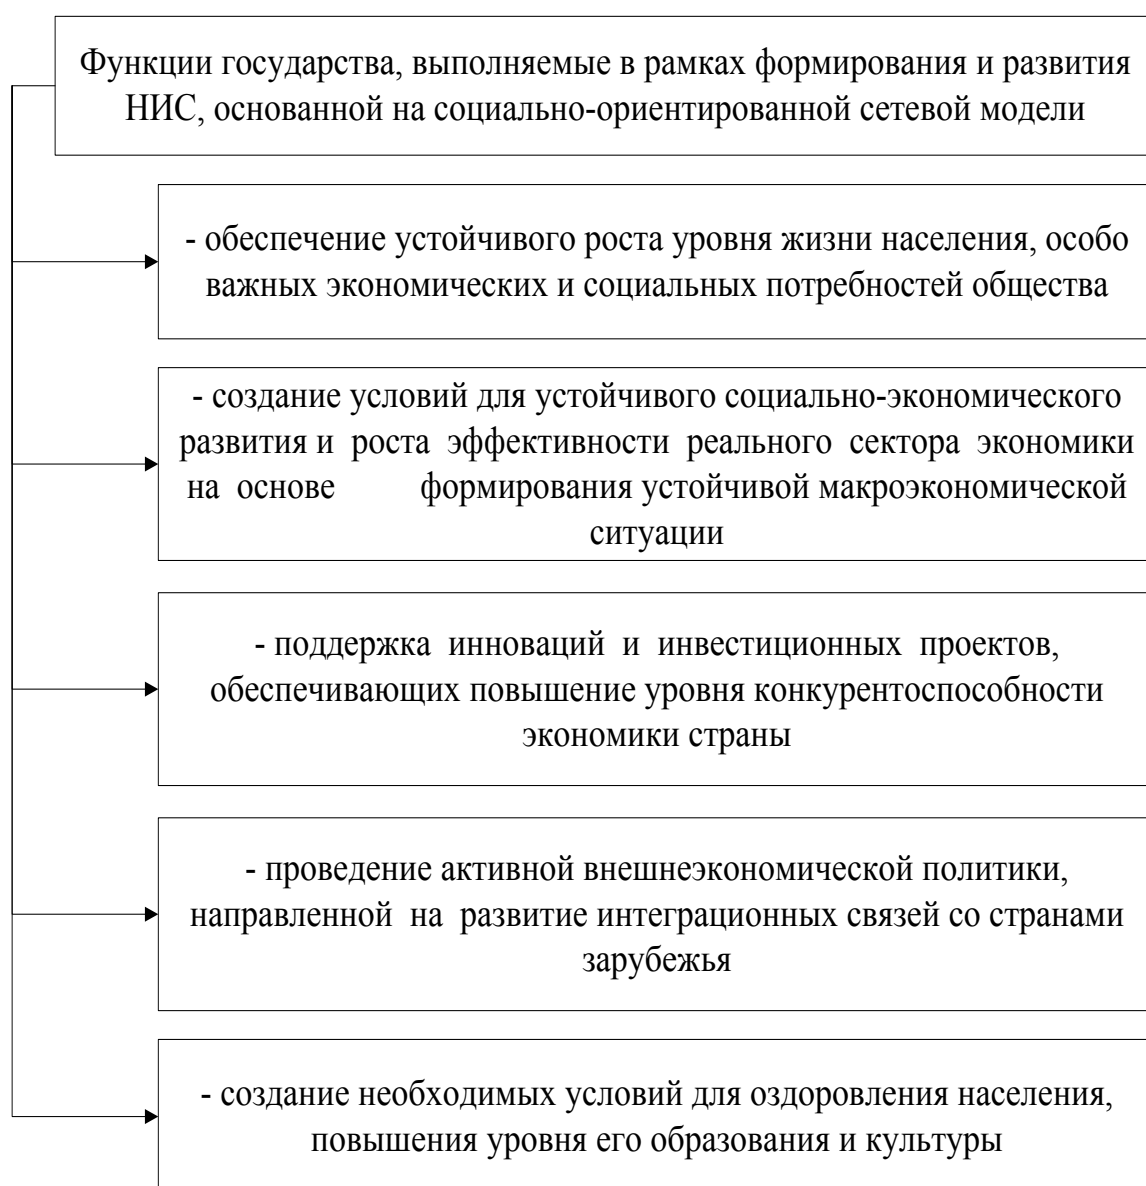 Функции государства, выполняемые в рамках формирования и развития
НИС, основанной на социально-ориентированной сетевой модели
- обеспечение устойчивого роста уровня жизни населения, особо
важных экономических и социальных потребностей общества
- создание условий для устойчивого социально-экономического
развития и роста эффективности реального сектора экономики
на основе формирования устойчивой макроэкономической
ситуации
- поддержка инноваций и инвестиционных проектов,
обеспечивающих повышение уровня конкурентоспособности
экономики страны
- проведение активной внешнеэкономической политики,
направленной на развитие интеграционных связей со странами
зарубежья
- создание необходимых условий для оздоровления населения,
повышения уровня его образования и культуры